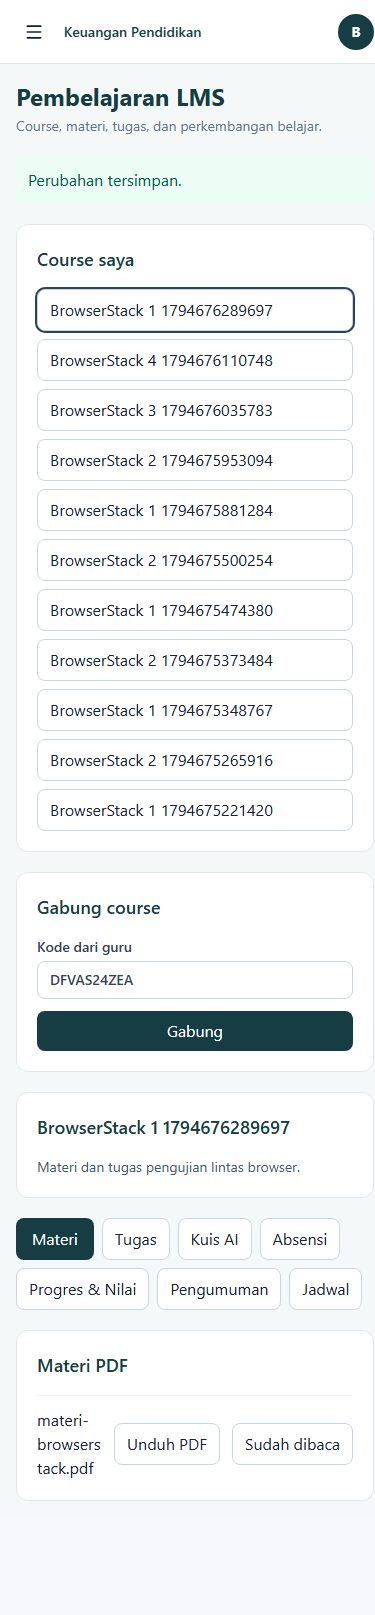 Keuangan Pendidikan
B
Pembelajaran LMS
Course, materi, tugas, dan perkembangan belajar.
Perubahan tersimpan.
Course saya
BrowserStack 1 1794676289697
BrowserStack 4 1794676110748
BrowserStack 3 1794676035783
BrowserStack 2 1794675953094
BrowserStack 1 1794675881284
BrowserStack 2 1794675500254
BrowserStack 1 1794675474380
BrowserStack 2 1794675373484
BrowserStack 1 1794675348767
BrowserStack 2 1794675265916
BrowserStack 1 1794675221420
Gabung course
Kode dari guru
DFVAS24ZEA
Gabung
BrowserStack 1 1794676289697
Materi dan tugas pengujian lintas browser.
Materi Tugas Kuis AI Absensi
Progres & Nilai Pengumuman Jadwal
Materi PDF
materi-
browsers
tack.pdf
Unduh PDF Sudah dibaca